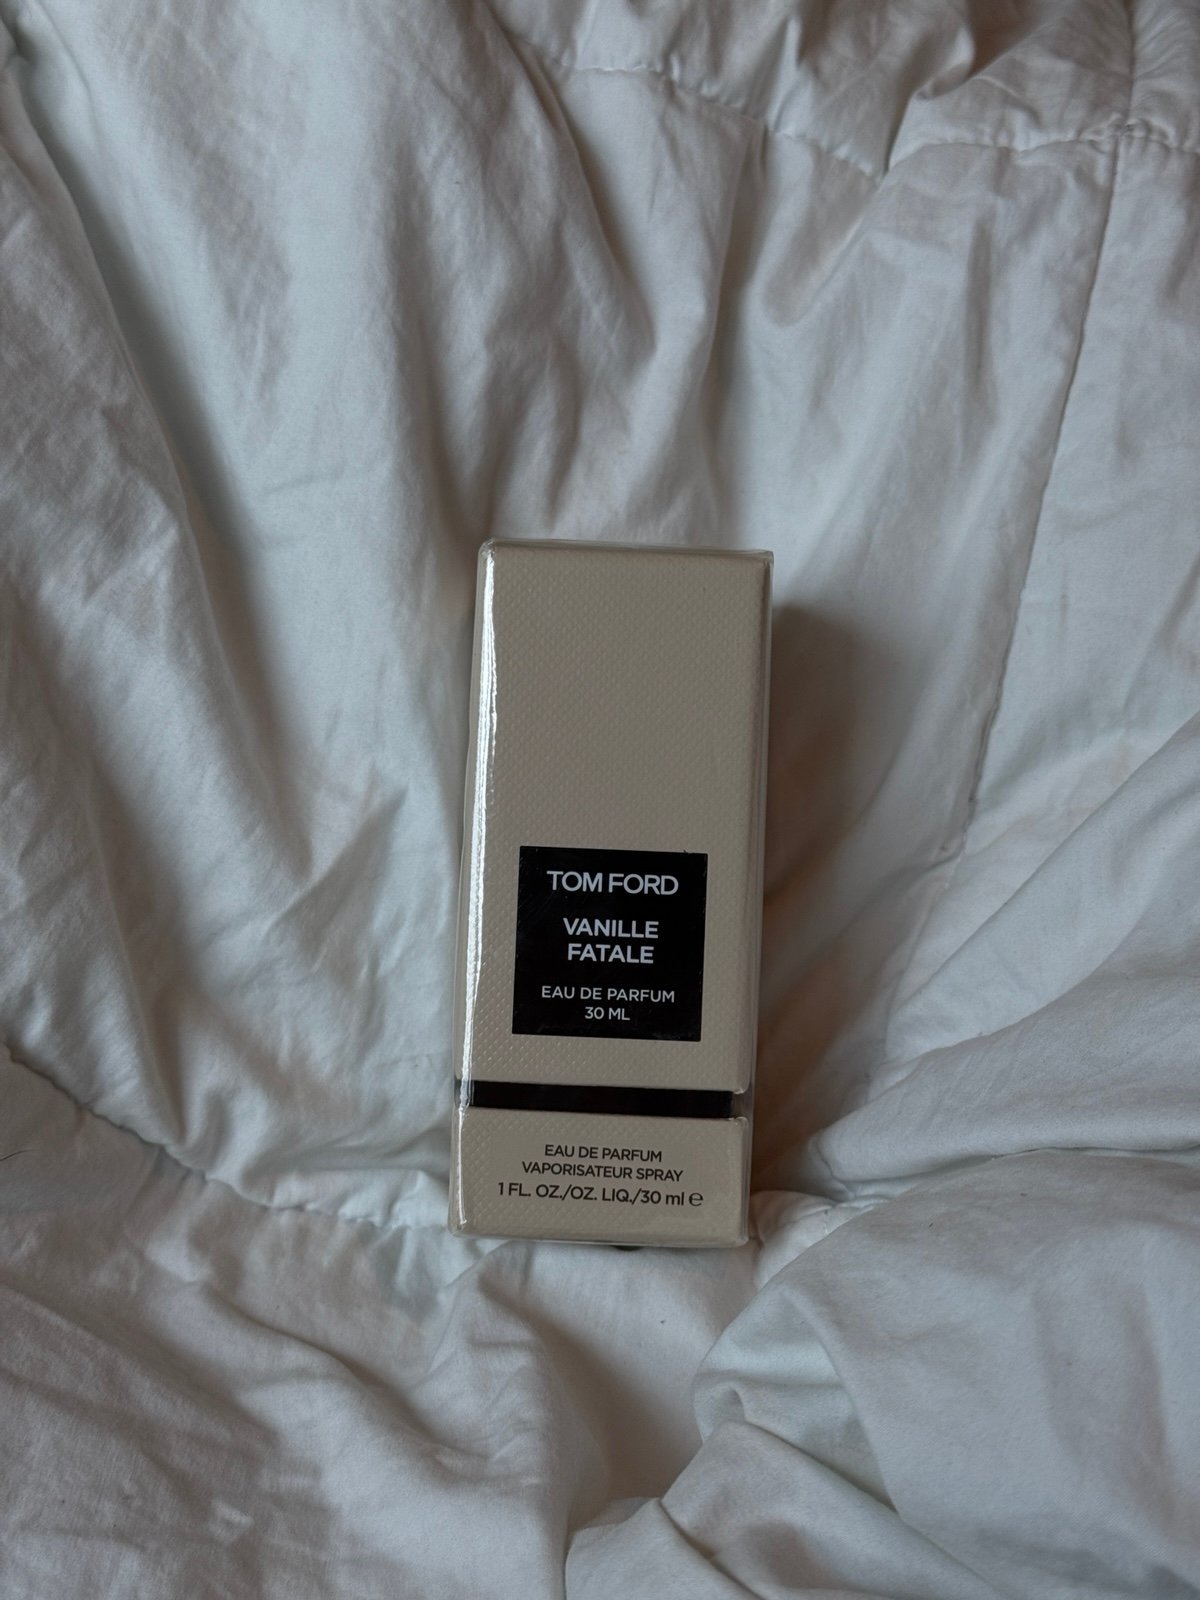 TOM FORD
VANILLE
FATALE
EAU DE PARFUM
30 ML
EAU DE PARFUM
VAPORISATEUR SPRAY
1 FL. OZ./OZ. LIQ./30 ml ℮